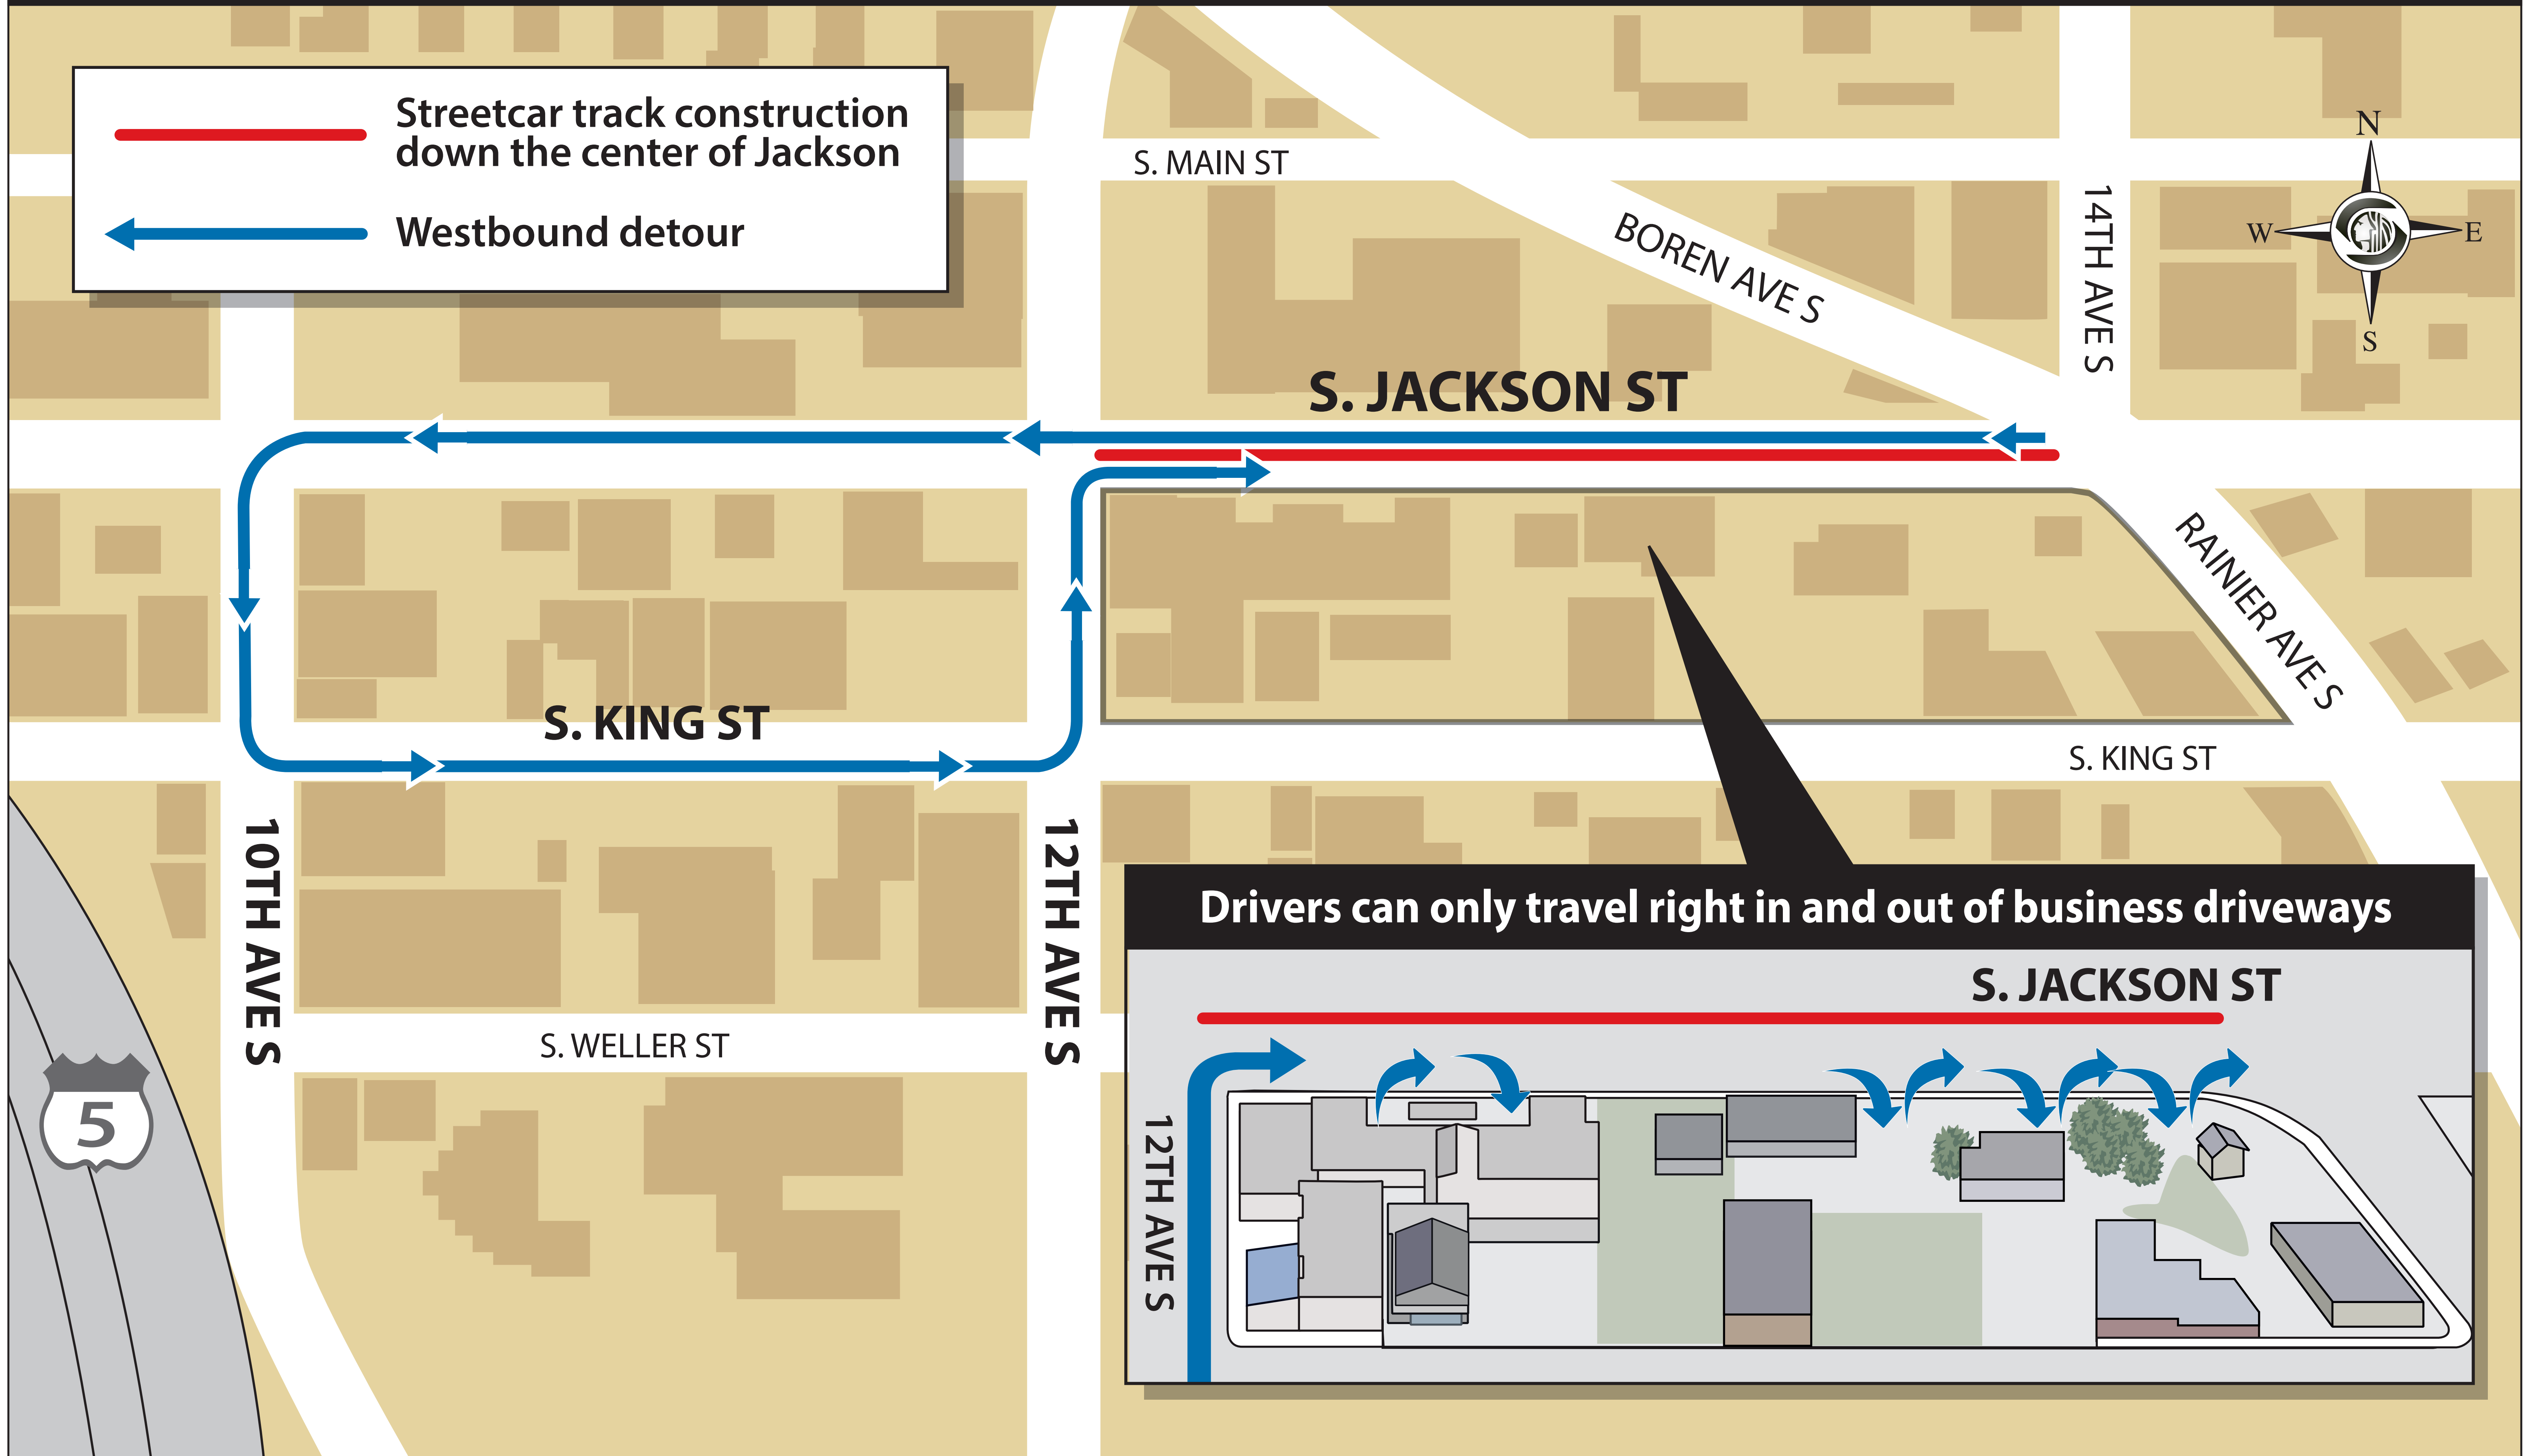 Streetcar track construction
down the center of Jackson
Westbound detour
S. MAIN ST
BOREN AVE S
14TH AVE S
N
W
E
S
S. JACKSON ST
RAINIER AVE S
S. KING ST
S. KING ST
10TH AVE S
12TH AVE S
S. WELLER ST
5
Drivers can only travel right in and out of business driveways
S. JACKSON ST
12TH AVE S